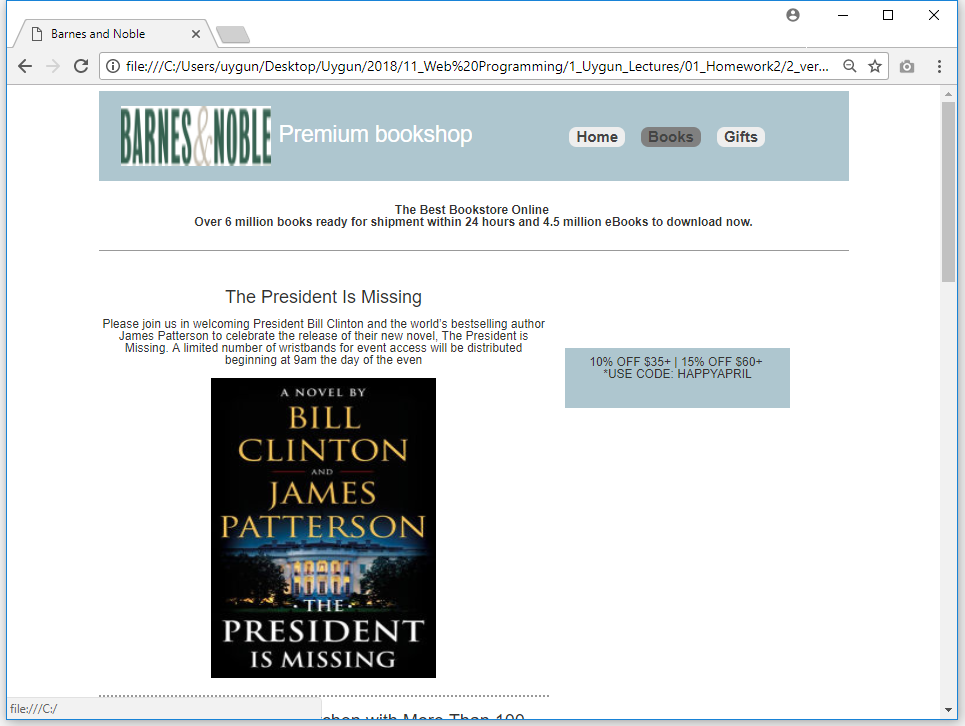 Barnes and Noble
file:///C:/Users/uygun/Desktop/Uygun/2018/11_Web%20Programming/1_Uygun_Lectures/01_Homework2/2_ver...
BARNES&NOBLE Premium bookshop
Home Books Gifts
The Best Bookstore Online
Over 6 million books ready for shipment within 24 hours and 4.5 million eBooks to download now.
The President Is Missing
Please join us in welcoming President Bill Clinton and the world's bestselling author
James Patterson to celebrate the release of their new novel, The President is
Missing. A limited number of wristbands for event access will be distributed
beginning at 9am the day of the even
10% OFF $35+ | 15% OFF $60+
*USE CODE: HAPPYAPRIL
A NOVEL BY
BILL
CLINTON
AND
JAMES
PATTERSON
·THE·
PRESIDENT
IS MISSING
with More Than 100
file:///C:/